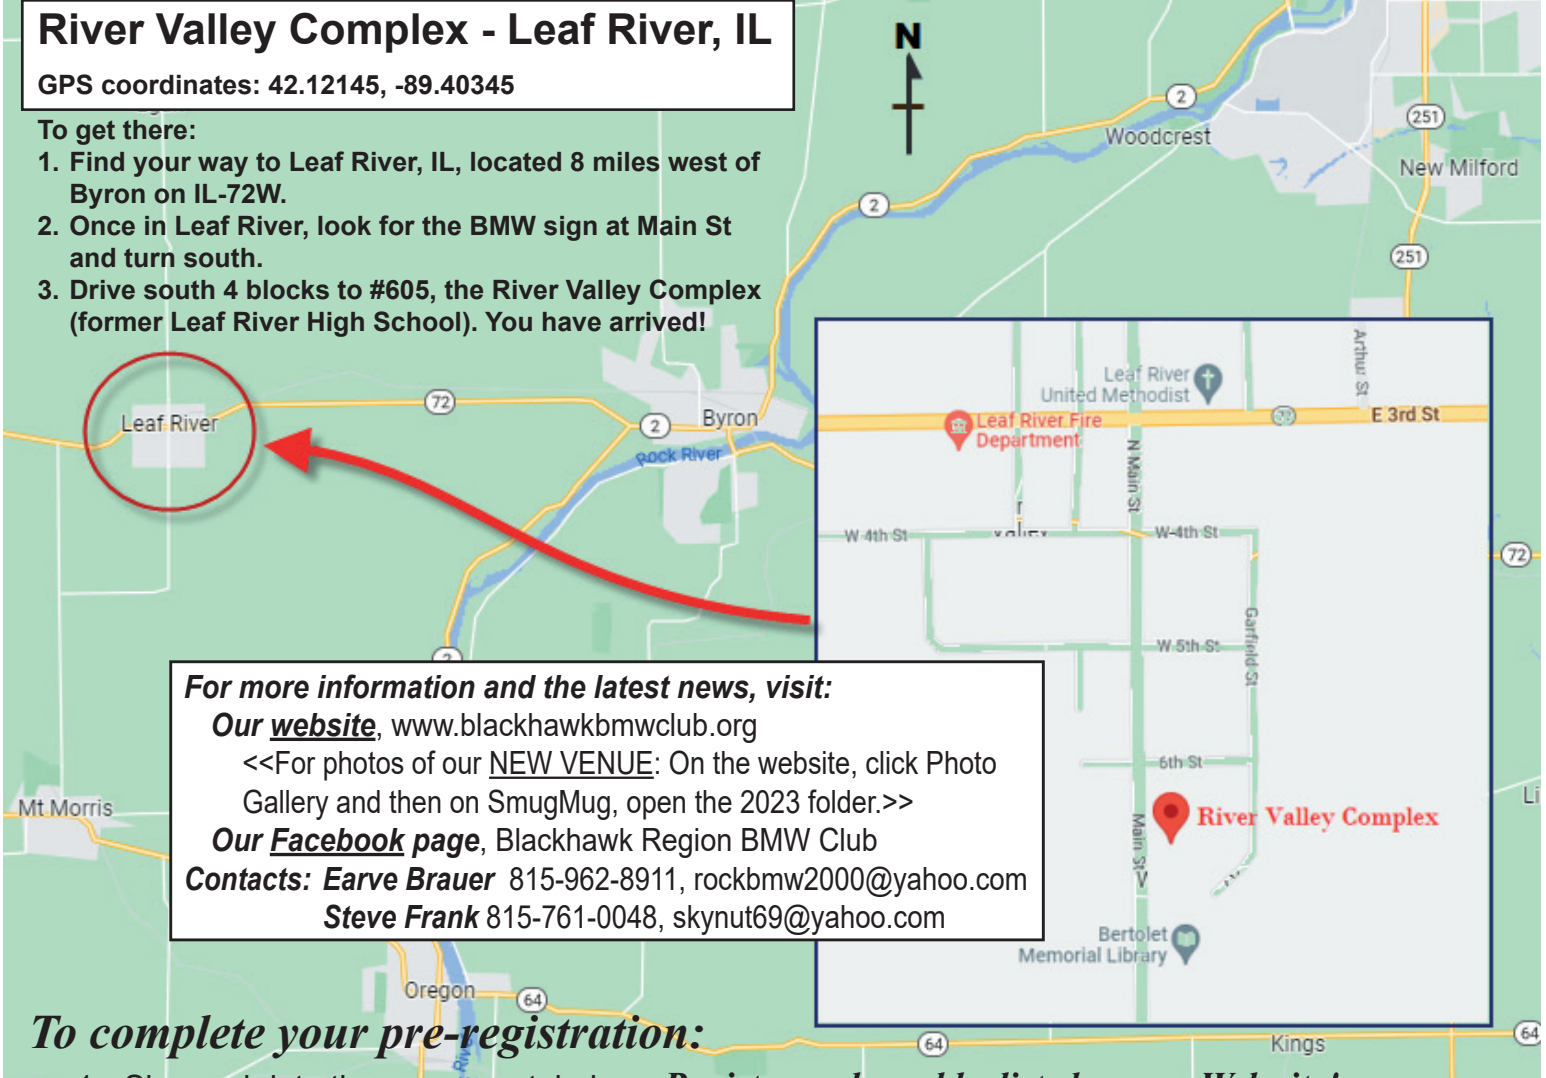 River Valley Complex - Leaf River, IL
GPS coordinates: 42.12145, -89.40345
To get there:
1. Find your way to Leaf River, IL, located 8 miles west of
Byron on IL-72W.
2. Once in Leaf River, look for the BMW sign at Main St
and turn south.
3. Drive south 4 blocks to #605, the River Valley Complex
(former Leaf River High School). You have arrived!
N
2
Woodcrest
251
New Milford
2
251
Leaf River
72
2
Byron
Rock River
72
2
Mt Morris
Leaf River
United Methodist
Arthur St
Leaf River Fire
Department
72
E 3rd St
N Main St
W 4th St
W 4th St
Garfield St
W 5th St
6th St
River Valley Complex
Main St
Bertolet
Memorial Library
For more information and the latest news, visit:
Our website, www.blackhawkbmwclub.org
<<For photos of our NEW VENUE: On the website, click Photo
Gallery and then on SmugMug, open the 2023 folder.>>
Our Facebook page, Blackhawk Region BMW Club
Contacts: Earve Brauer 815-962-8911, rockbmw2000@yahoo.com
Steve Frank 815-761-0048, skynut69@yahoo.com
Oregon
64
64
Kings
64
To complete your pre-registration: